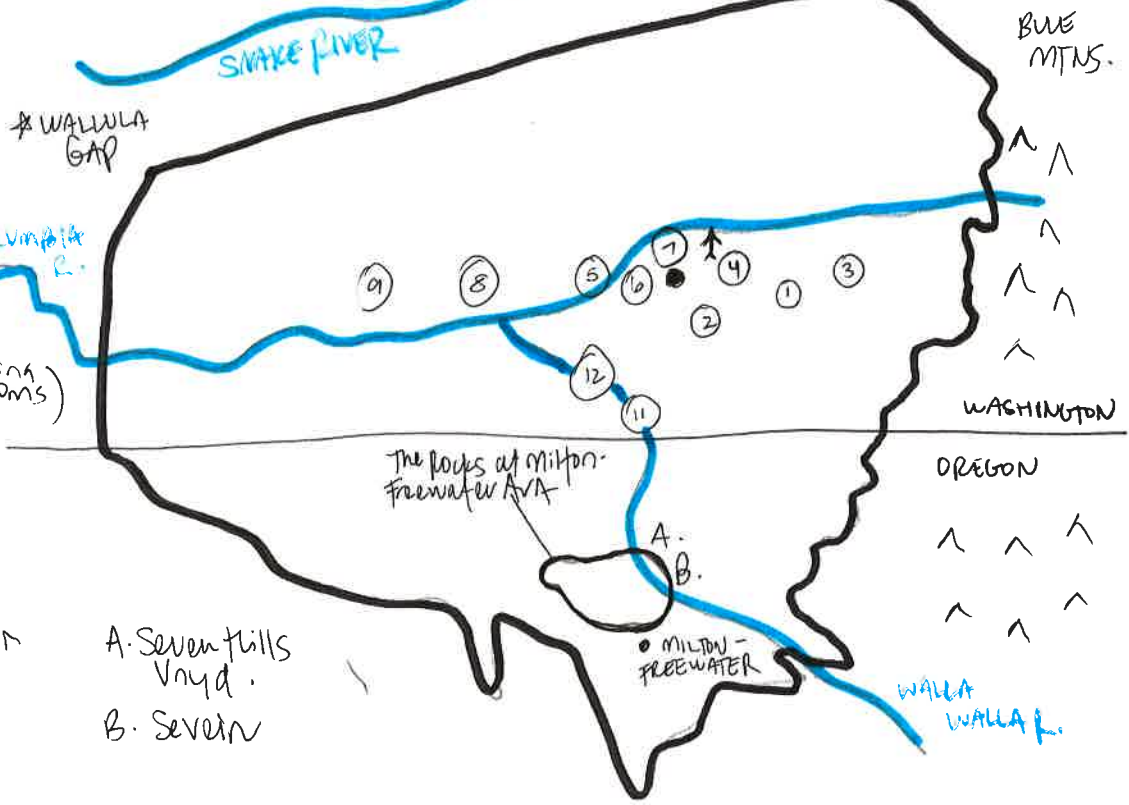 BLUE
MTNS.
SNAKE RIVER
* WALLULA
GAP
R.
9
8
5
6
7
4
1
3
2
12
11
WASHINGTON
OREGON
The Rocks of Milton-
Freewater AVA
A.
B.
• MILTON-
FREEWATER
A. Seven Hills
Vnyd.
B. Sevein
WALLA
WALLA R.